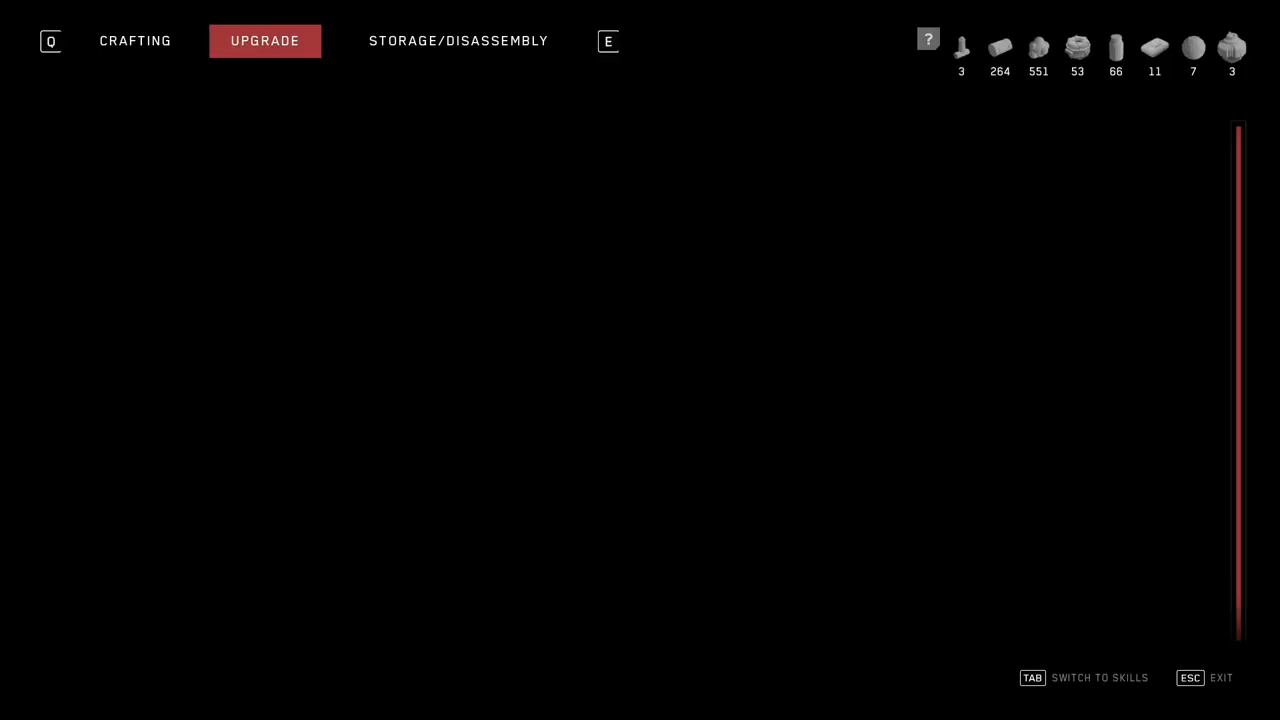 Q CRAFTING UPGRADE STORAGE/DISASSEMBLY E ?
3 264 551 53 66 11 7 3
TAB SWITCH TO SKILLS ESC EXIT